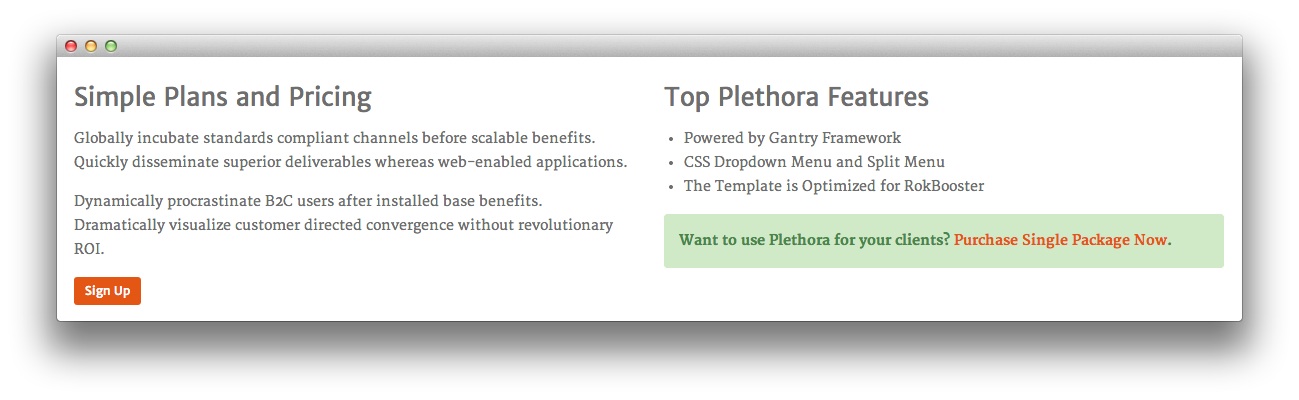 Simple Plans and Pricing
Globally incubate standards compliant channels before scalable benefits.
Quickly disseminate superior deliverables whereas web-enabled applications.
Dynamically procrastinate B2C users after installed base benefits.
Dramatically visualize customer directed convergence without revolutionary
ROI.
Sign Up
Top Plethora Features
• Powered by Gantry Framework
• CSS Dropdown Menu and Split Menu
• The Template is Optimized for RokBooster
Want to use Plethora for your clients? Purchase Single Package Now.